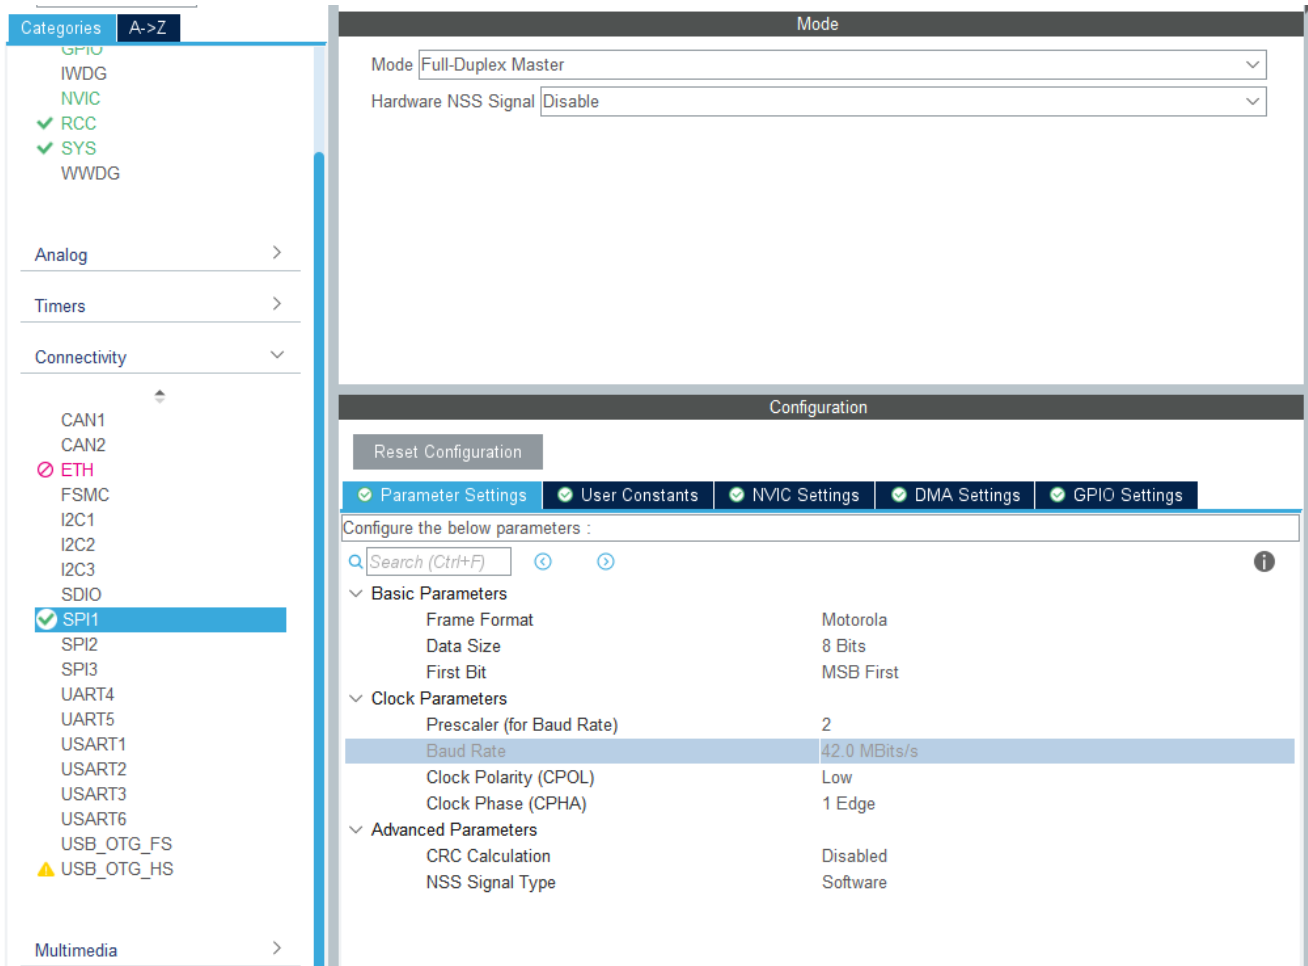 Categories
A->Z
GPIO
IWDG
NVIC
RCC
SYS
WWDG
Analog
Timers
Connectivity
CAN1
CAN2
ETH
FSMC
I2C1
I2C2
I2C3
SDIO
SPI1
SPI2
SPI3
UART4
UART5
USART1
USART2
USART3
USART6
USB_OTG_FS
USB_OTG_HS
Multimedia
Mode
Mode Full-Duplex Master
Hardware NSS Signal Disable
Configuration
Reset Configuration
Parameter Settings
User Constants
NVIC Settings
DMA Settings
GPIO Settings
Configure the below parameters :
Search (Ctrl+F)
Basic Parameters
Frame Format Motorola
Data Size 8 Bits
First Bit MSB First
Clock Parameters
Prescaler (for Baud Rate) 2
Baud Rate 42.0 MBits/s
Clock Polarity (CPOL) Low
Clock Phase (CPHA) 1 Edge
Advanced Parameters
CRC Calculation Disabled
NSS Signal Type Software